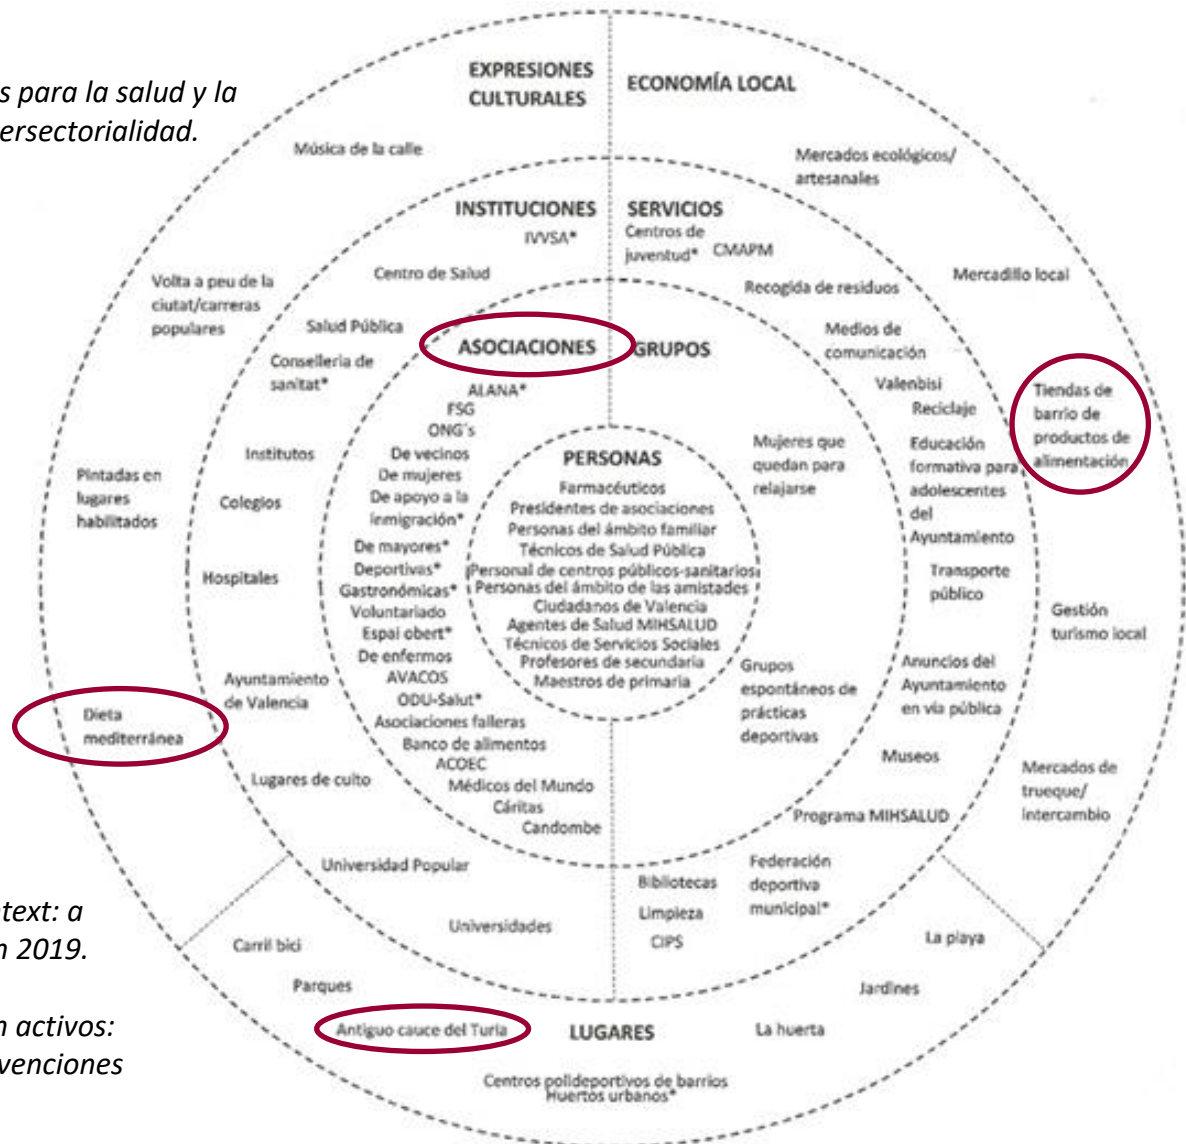 s para la salud y la
ersectorialidad.
EXPRESIONES
CULTURALES
ECONOMÍA LOCAL
Música de la calle
Mercados ecológicos/
artesanales
INSTITUCIONES
SERVICIOS
IVVSA*
Centros de
juventud*
CMAPM
Centro de Salud
Recogida de residuos
Mercadillo local
Volta a peu de la
ciutat/carreras
populares
Salud Pública
Medios de
comunicación
ASOCIACIONES
GRUPOS
Conselleria de
sanitat*
Valenbisi
Reciclaje
Tiendas de
barrio de
productos de
alimentación
ALANA*
FSG
ONG´s
De vecinos
De mujeres
De apoyo a la
inmigración*
De mayores*
Deportivas*
Gastronómicas*
Voluntariado
Espai obert*
De enfermos
AVACOS
ODU-Salut*
Asociaciones falleras
Banco de alimentos
ACOEC
Médicos del Mundo
Cáritas
Candombe
PERSONAS
Farmacéuticos
Presidentes de asociaciones
Personas del ámbito familiar
Técnicos de Salud Pública
Personal de centros públicos-sanitarios
Personas del ámbito de las amistades
Ciudadanos de Valencia
Agentes de Salud MIHSALUD
Técnicos de Servicios Sociales
Profesores de secundaria
Maestros de primaria
Mujeres que
quedan para
relajarse
Educación
formativa para
adolescentes
del
Ayuntamiento
Institutos
Pintadas en
lugares
habilitados
Colegios
Hospitales
Transporte
público
Gestión
turismo local
Grupos
espontáneos de
prácticas
deportivas
Anuncios del
Ayuntamiento
en vía pública
Ayuntamiento
de Valencia
Dieta
mediterránea
Museos
Lugares de culto
Mercados de
trueque/
intercambio
Programa MIHSALUD
Universidad Popular
Federación
deportiva
municipal*
Bibliotecas
Limpieza
CIPS
Universidades
text: a
n 2019.
Carril bici
La playa
Parques
Jardines
n activos:
venciones
Antiguo cauce del Turia
LUGARES
La huerta
Centros polideportivos de barrios
Huertos urbanos*